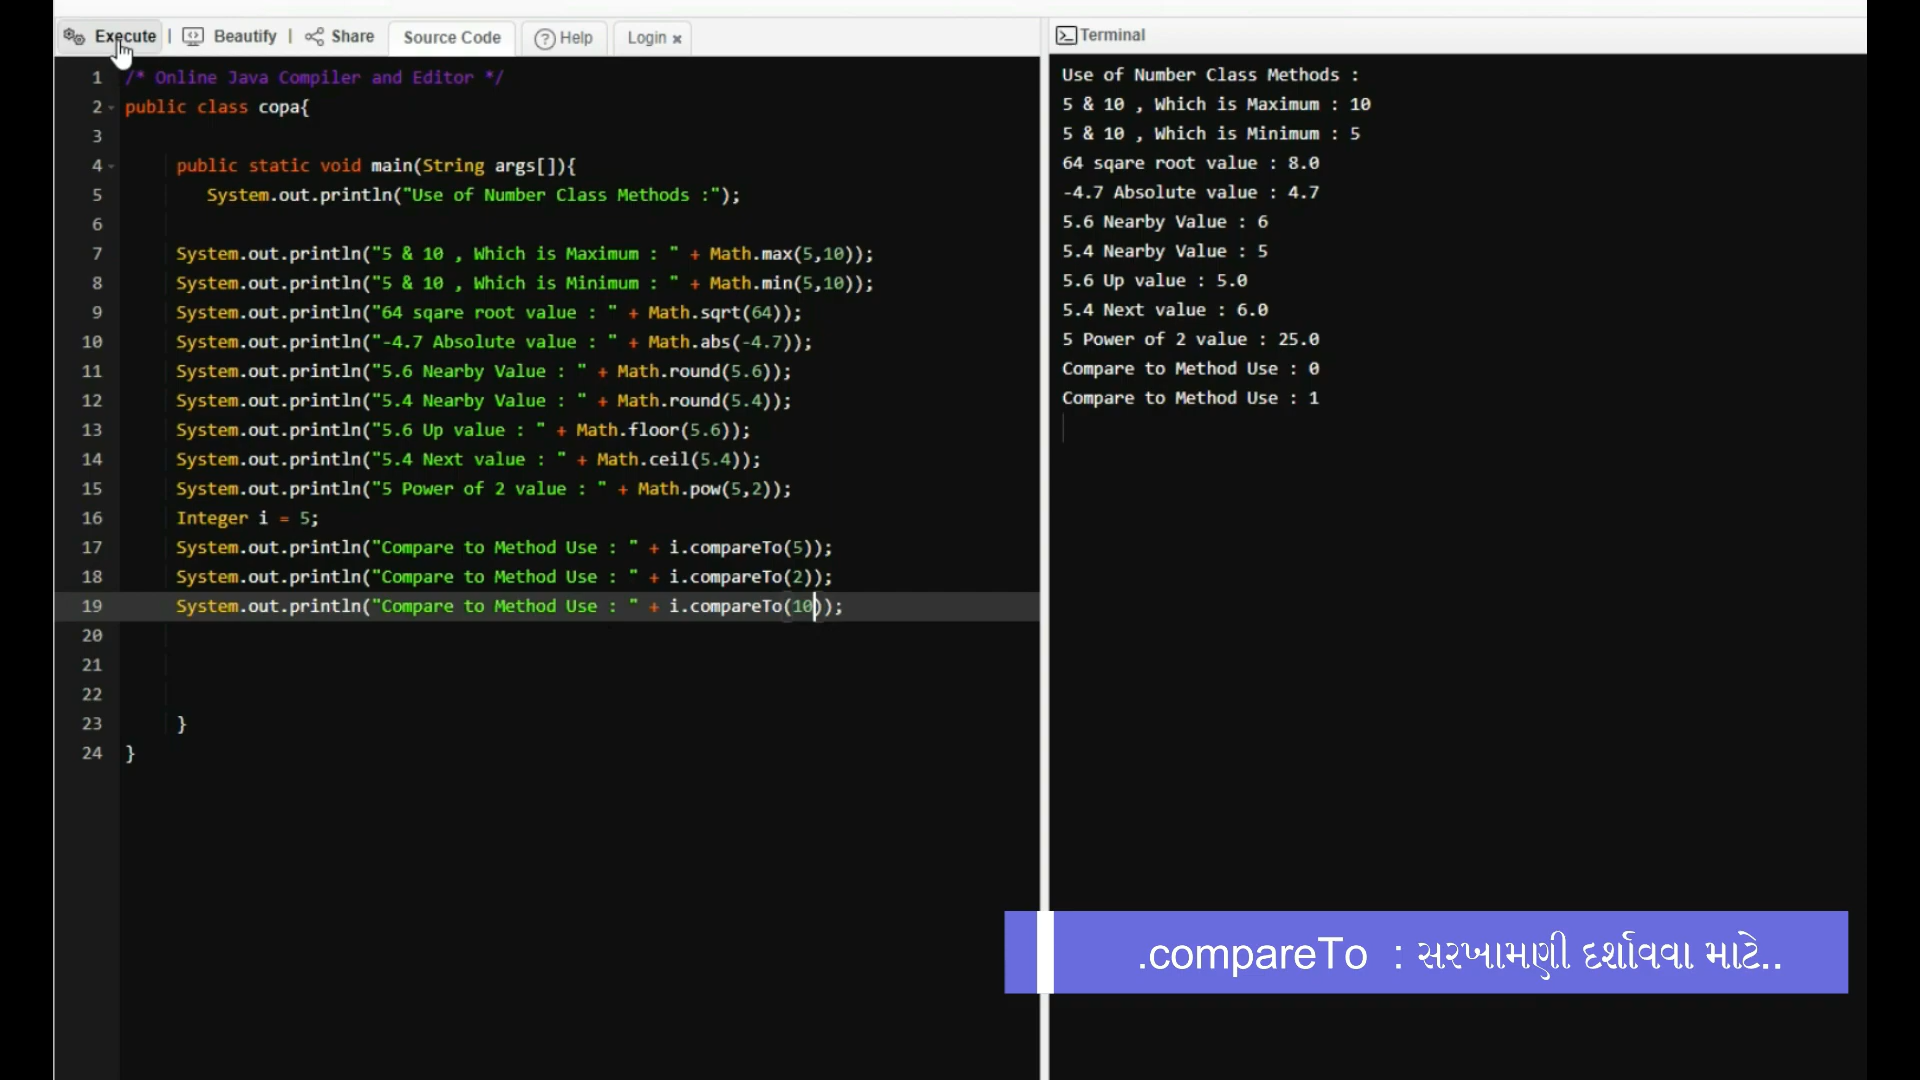 Execute | Beautify | Share Source Code Help Login ×
1 /* Online Java Compiler and Editor */
2 public class copa{
3
4 public static void main(String args[]){
5 System.out.println("Use of Number Class Methods :");
6
7 System.out.println("5 & 10 , Which is Maximum : " + Math.max(5,10));
8 System.out.println("5 & 10 , Which is Minimum : " + Math.min(5,10));
9 System.out.println("64 sqare root value : " + Math.sqrt(64));
10 System.out.println("-4.7 Absolute value : " + Math.abs(-4.7));
11 System.out.println("5.6 Nearby Value : " + Math.round(5.6));
12 System.out.println("5.4 Nearby Value : " + Math.round(5.4));
13 System.out.println("5.6 Up value : " + Math.floor(5.6));
14 System.out.println("5.4 Next value : " + Math.ceil(5.4));
15 System.out.println("5 Power of 2 value : " + Math.pow(5,2));
16 Integer i = 5;
17 System.out.println("Compare to Method Use : " + i.compareTo(5));
18 System.out.println("Compare to Method Use : " + i.compareTo(2));
19 System.out.println("Compare to Method Use : " + i.compareTo(10));
20
21
22
23 }
24 }
Terminal
Use of Number Class Methods :
5 & 10 , Which is Maximum : 10
5 & 10 , Which is Minimum : 5
64 sqare root value : 8.0
-4.7 Absolute value : 4.7
5.6 Nearby Value : 6
5.4 Nearby Value : 5
5.6 Up value : 5.0
5.4 Next value : 6.0
5 Power of 2 value : 25.0
Compare to Method Use : 0
Compare to Method Use : 1
.compareTo : સરખામણી દર્શાવવા માટે..